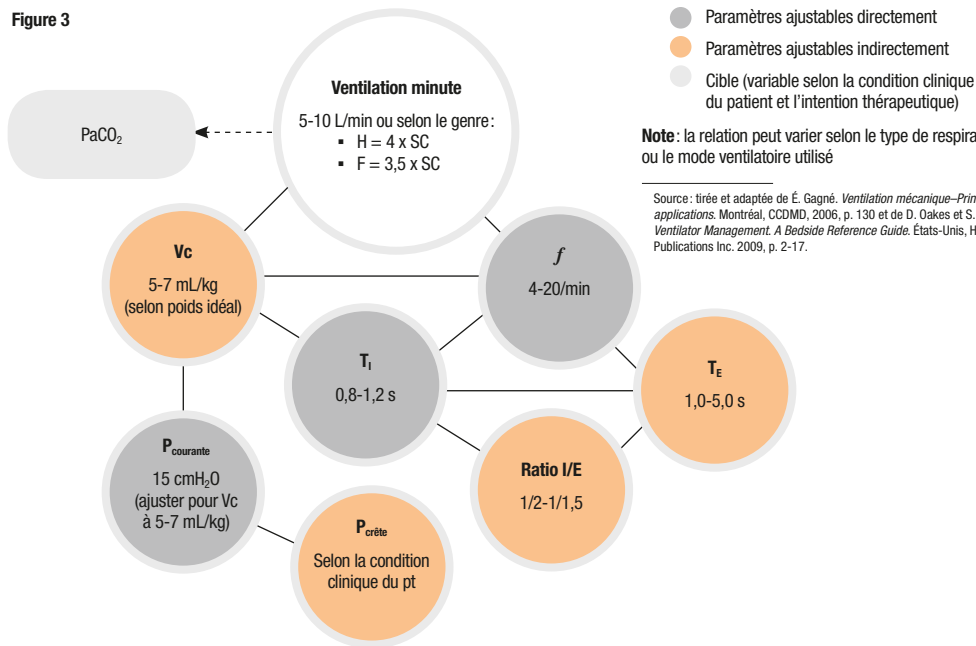 Figure 3
Paramètres ajustables directement
Paramètres ajustables indirectement
Cible (variable selon la condition clinique
du patient et l’intention thérapeutique)
Note : la relation peut varier selon le type de respira
ou le mode ventilatoire utilisé
Source : tirée et adaptée de É. Gagné. Ventilation mécanique–Prin
applications. Montréal, CCDMD, 2006, p. 130 et de D. Oakes et S.
Ventilator Management. A Bedside Reference Guide. États-Unis, H
Publications Inc. 2009, p. 2-17.
Ventilation minute
5-10 L/min ou selon le genre :
▪ H = 4 x SC
▪ F = 3,5 x SC
PaCO₂
Vc
5-7 mL/kg
(selon poids idéal)
f
4-20/min
T_I
0,8-1,2 s
T_E
1,0-5,0 s
P_courante
15 cmH₂O
(ajuster pour Vc
à 5-7 mL/kg)
Ratio I/E
1/2-1/1,5
P_crête
Selon la condition
clinique du pt